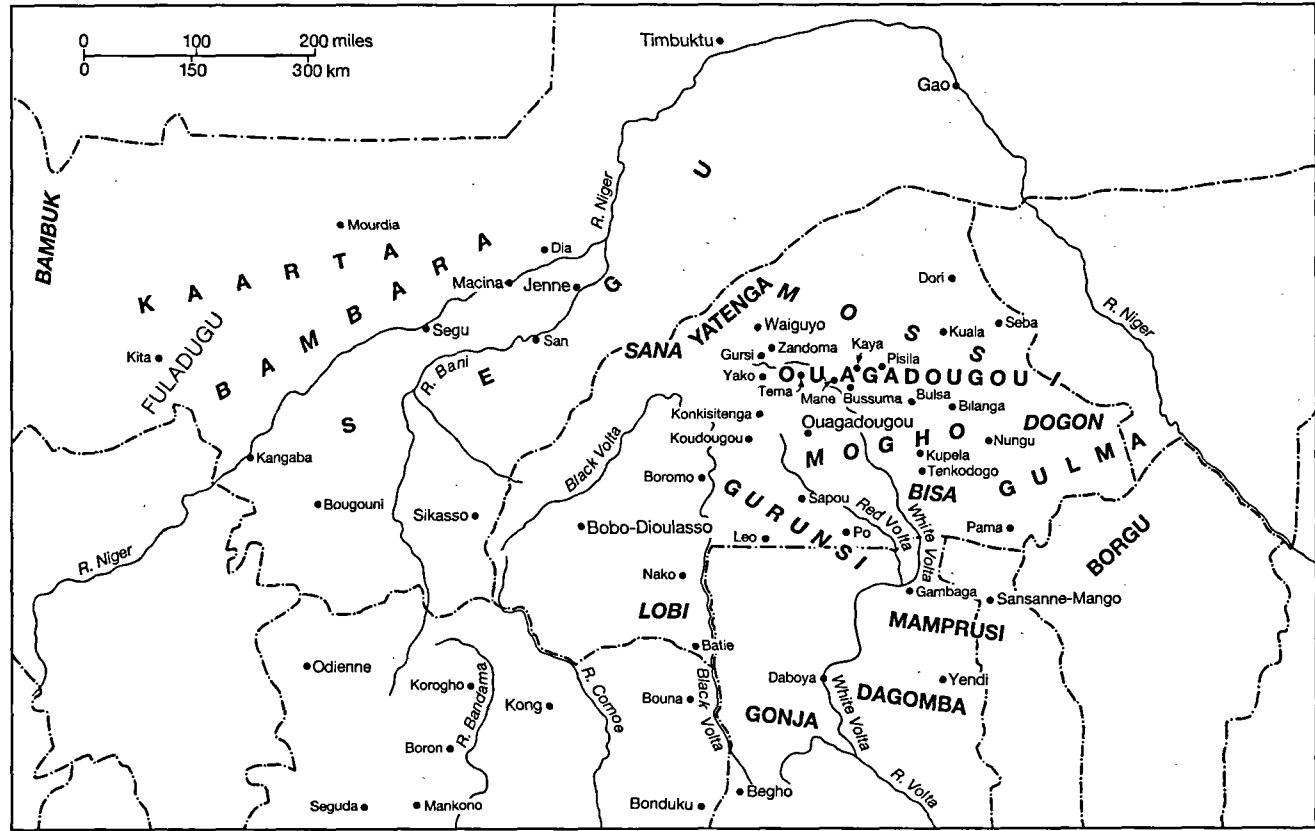 0 100 200 miles
0 150 300 km
Timbuktu
Gao
BAMBUK
Mourdia
R. Niger
Dia
KAARTA
BAMBARA
FULADUGU
Kita
Macina
Jenne
Segu
San
SEGU
R. Bani
Kangaba
Bougouni
Sikasso
R. Niger
Dori
R. Niger
YATENGA
MOSSI
SANA
Waiguyo
Zandoma
Gursi
Yako
Kaya
Pisila
Kuala
Seba
OUAGADOUGOU
Tema
Mane
Bussuma
Bulsa
Bilanga
Konkisitenga
Ouagadougou
Koudougou
MOGHO
DOGON
Nungu
Kupela
Tenkodogo
GULMA
BISA
Black Volta
Boromo
GURUNSI
Sapou
Red Volta
White Volta
Pama
BORGU
Bobo-Dioulasso
Leo
Po
Nako
LOBI
Gambaga
Sansanne-Mango
MAMPRUSI
Batie
Odienne
Korogho
R. Bandama
Kong
R. Comoe
Bouna
Black Volta
Daboya
White Volta
Yendi
DAGOMBA
GONJA
Boron
R. Volta
Seguda
Mankono
Bonduku
Begho